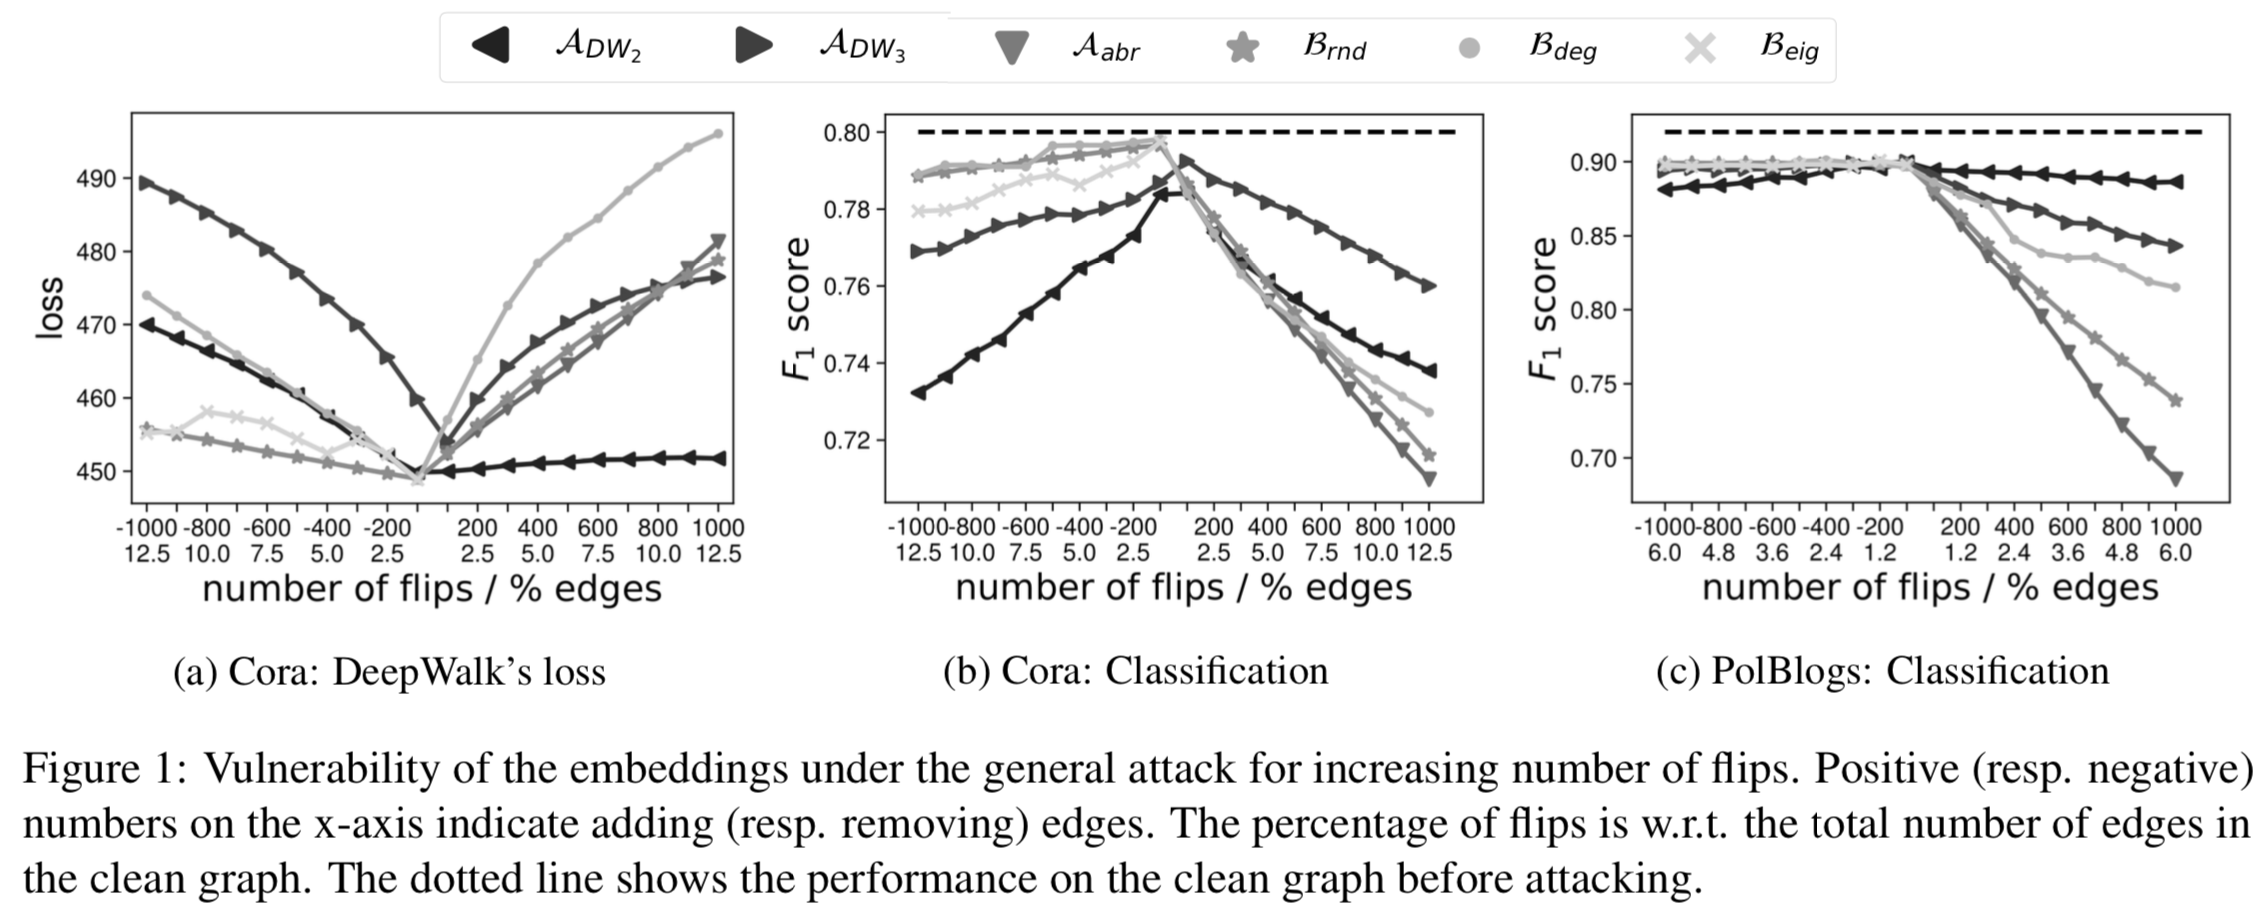 𝒜DW2 𝒜DW3 𝒜abr ℬrnd ℬdeg ℬeig
loss
490
480
470
460
450
-1000 -800 -600 -400 -200 200 400 600 800 1000
12.5 10.0 7.5 5.0 2.5 2.5 5.0 7.5 10.0 12.5
number of flips / % edges
(a) Cora: DeepWalk's loss
F1 score
0.80
0.78
0.76
0.74
0.72
-1000 -800 -600 -400 -200 200 400 600 800 1000
12.5 10.0 7.5 5.0 2.5 2.5 5.0 7.5 10.0 12.5
number of flips / % edges
(b) Cora: Classification
F1 score
0.90
0.85
0.80
0.75
0.70
-1000 -800 -600 -400 -200 200 400 600 800 1000
6.0 4.8 3.6 2.4 1.2 1.2 2.4 3.6 4.8 6.0
number of flips / % edges
(c) PolBlogs: Classification
Figure 1: Vulnerability of the embeddings under the general attack for increasing number of flips. Positive (resp. negative)
numbers on the x-axis indicate adding (resp. removing) edges. The percentage of flips is w.r.t. the total number of edges in
the clean graph. The dotted line shows the performance on the clean graph before attacking.